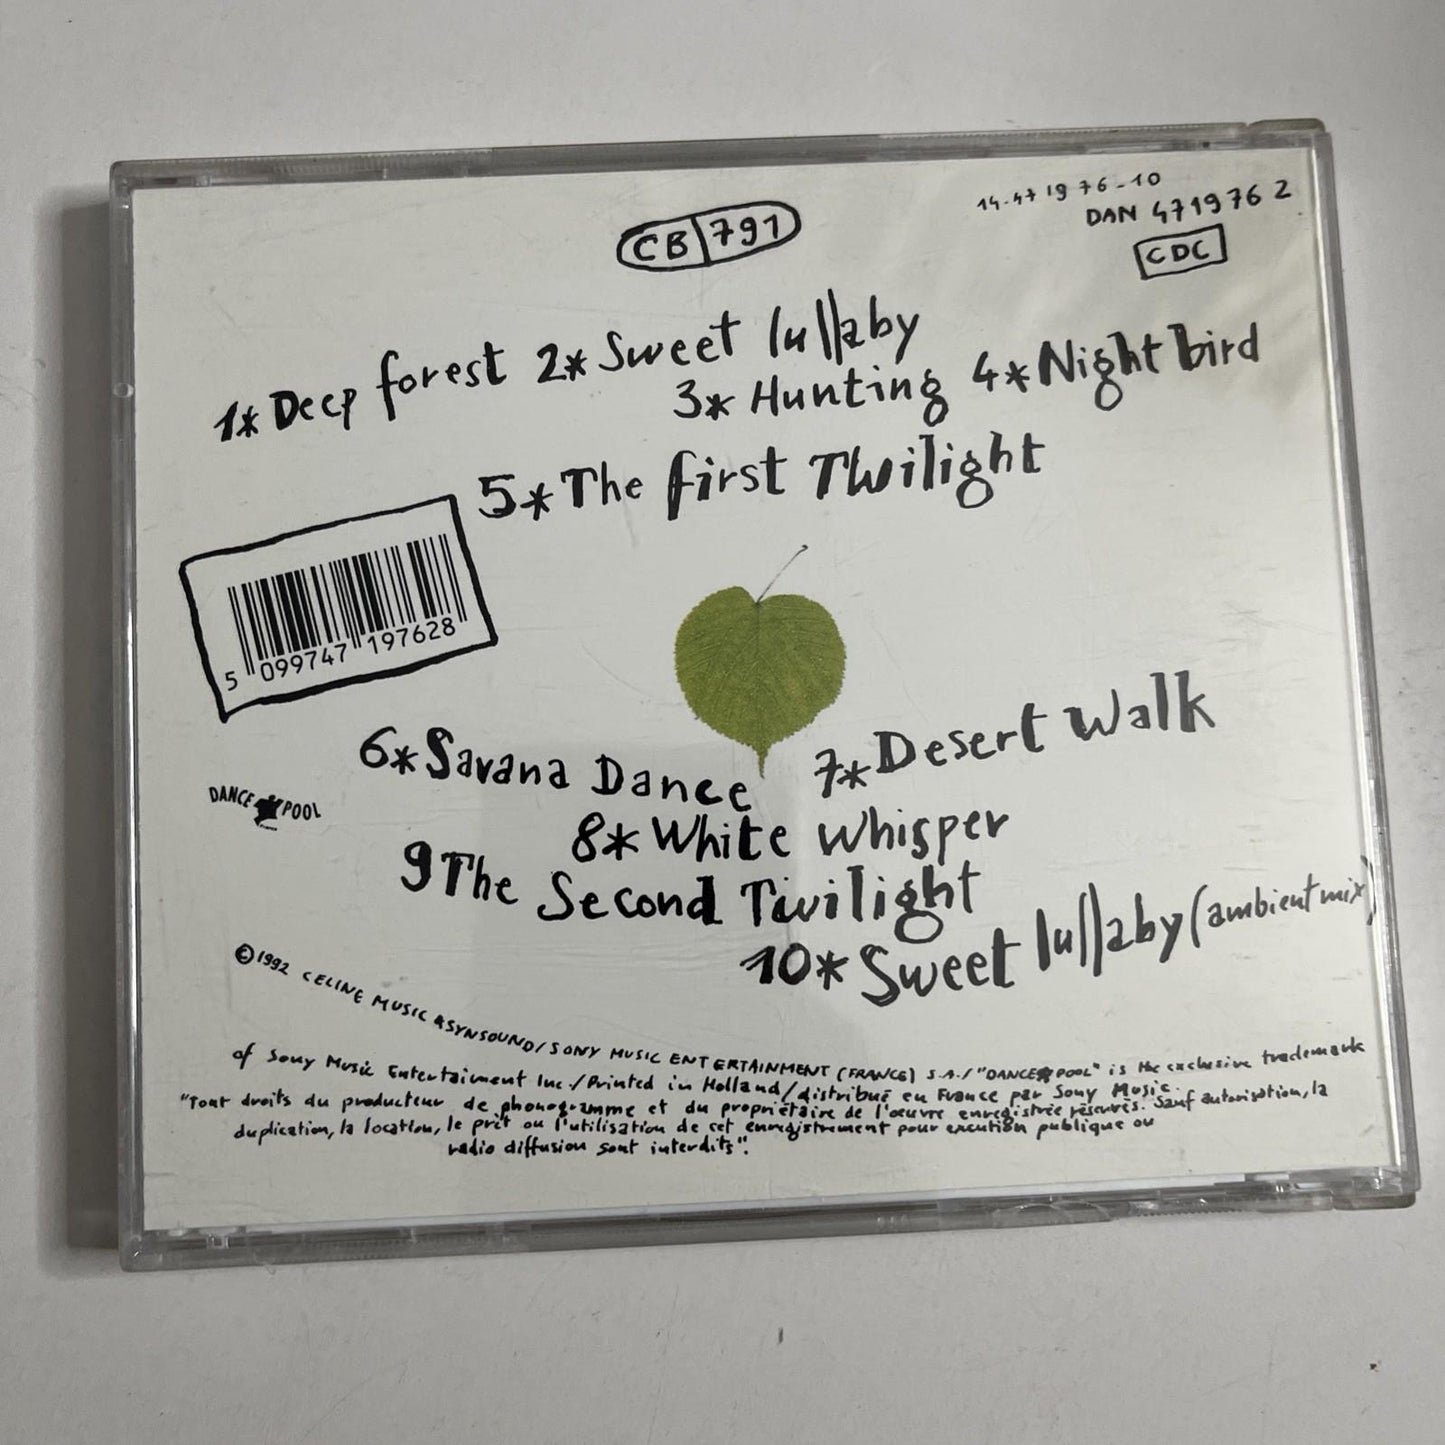 14-47 19 76-10
CB 791
DAN 471976 2
CDC
1* Deep forest 2* Sweet lullaby
3* Hunting 4* Night bird
5* The first Twilight
5 099747 197628
6* Savana Dance 7* Desert Walk
DANCE POOL
8* White Whisper
9 The Second Twilight
10* Sweet lullaby (ambient mix)
©1992 CELINE MUSIC & SYNSOUND/SONY MUSIC ENTERTAINMENT (FRANCE) S.A./"DANCE★POOL" is the exclusive trademark
of Sony Music Entertainment Inc./Printed in Holland/distribué en France par Sony Music.
"Tout droits du producteur de phonogramme et du propriétaire de l'œuvre enregistrée réservés. Sauf autorisation, la
duplication, la location, le prêt ou l'utilisation de cet enregistrement pour excution publique ou
radio diffusion sont interdits".